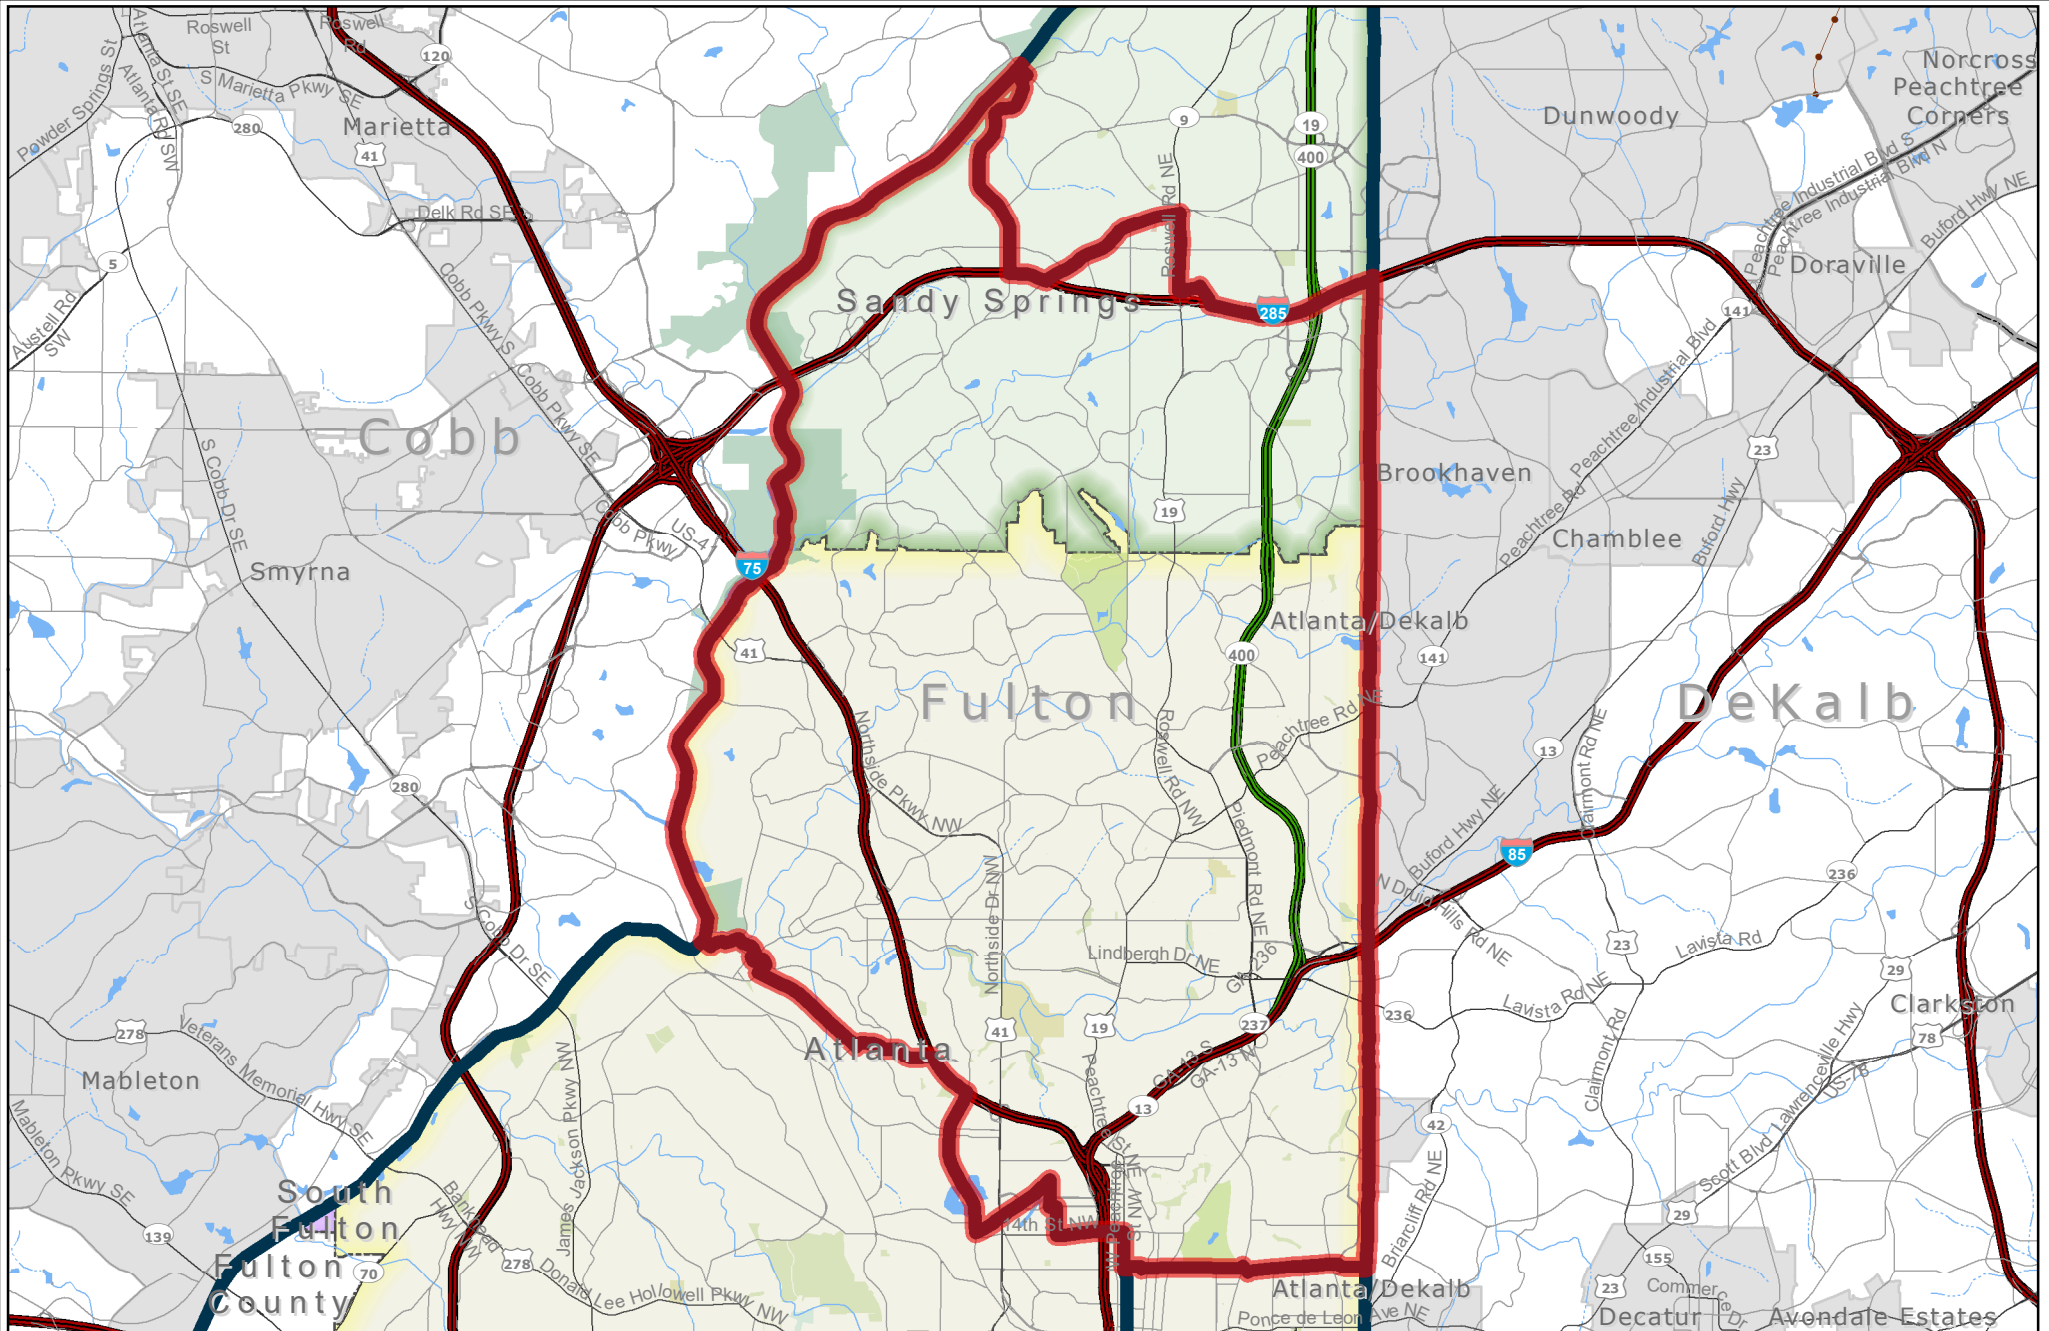 Roswell
St
Roswell
Rd
120
Atlanta St SE
Atlanta Rd SW
Powder Springs St
S Marietta Pkwy SE
280
Marietta
41
Delk Rd SE
5
Austell Rd
SW
Cobb Pkwy S
Cobb Pkwy SE
S Cobb Dr SE
Cobb
Cobb Pkwy
US-41
Smyrna
75
41
280
S Cobb Dr SE
278
Veterans Memorial Hwy SE
Mableton
Mableton Pkwy SE
139
South
Fulton
Fulton
County
70
Bankhead
Hwy NW
278
James Jackson Pkwy NW
Donald Lee Hollowell Pkwy NW
9
19
400
Roswell Rd NE
Sandy Springs
285
19
Atlanta/Dekalb
400
Fulton
Peachtree Rd NE
Northside Pkwy NW
Roswell Rd NW
Piedmont Rd NE
Northside Dr NW
Lindbergh Dr NE
GA-236
237
41
19
Atlanta
GA-13 S
GA-13 N
13
Peachtree St NE
14th St NW
W Peachtree
St NW
Atlanta/Dekalb
Ponce de Leon Ave NE
Norcross
Peachtree
Corners
Dunwoody
Peachtree Industrial Blvd S
Peachtree Industrial Blvd N
Buford Hwy NE
Doraville
141
Peachtree Industrial Blvd
23
Brookhaven
Peachtree Rd
Buford Hwy
Chamblee
141
DeKalb
13
Clairmont Rd NE
Buford Hwy NE
85
N Druid Hills Rd NE
236
23
Lavista Rd
29
Lavista Rd NE
236
Clarkston
78
US-78
Clairmont Rd
Scott Blvd
Lawrenceville Hwy
42
Briarcliff Rd NE
29
155
23
Commerce Dr
Decatur
Avondale Estates